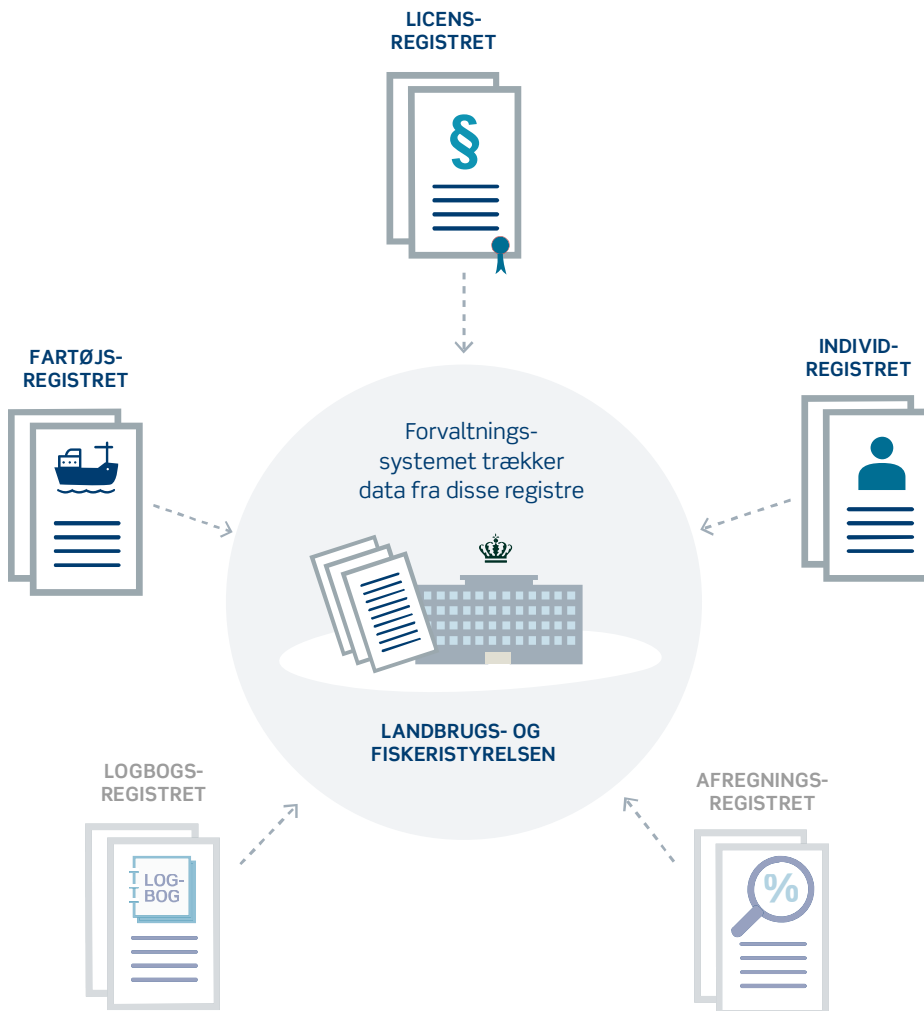 LICENS-
REGISTRET
§
FARTØJS-
REGISTRET
INDIVID-
REGISTRET
Forvaltnings-
systemet trækker
data fra disse registre
LANDBRUGS- OG
FISKERISTYRELSEN
LOGBOGS-
REGISTRET
LOG-
BOG
AFREGNINGS-
REGISTRET
%